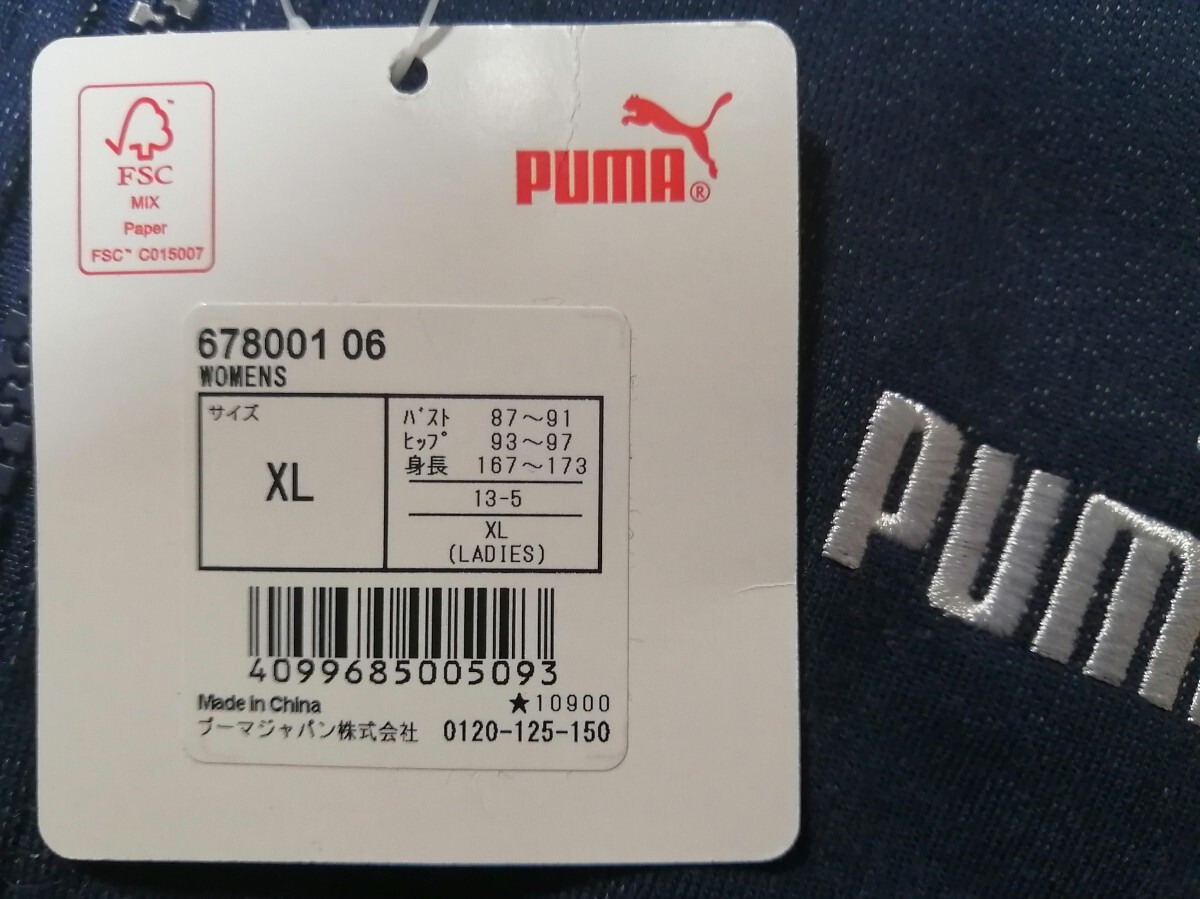 FSC™
MIX
Paper
FSC™ C015007
PUMA®
678001 06
WOMENS
サイズ
XL
ﾊﾞｽﾄ 87～91
ﾋｯﾌﾟ 93～97
身長 167～173
13-5
XL
(LADIES)
4099685005093
Made in China ★10900
プーマジャパン株式会社 0120-125-150
PUM